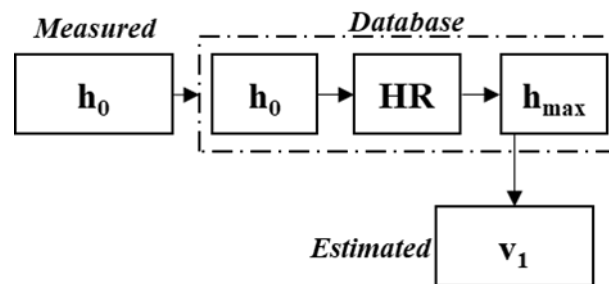 Measured Database
h₀ h₀ HR hₘₐₓ
Estimated v₁